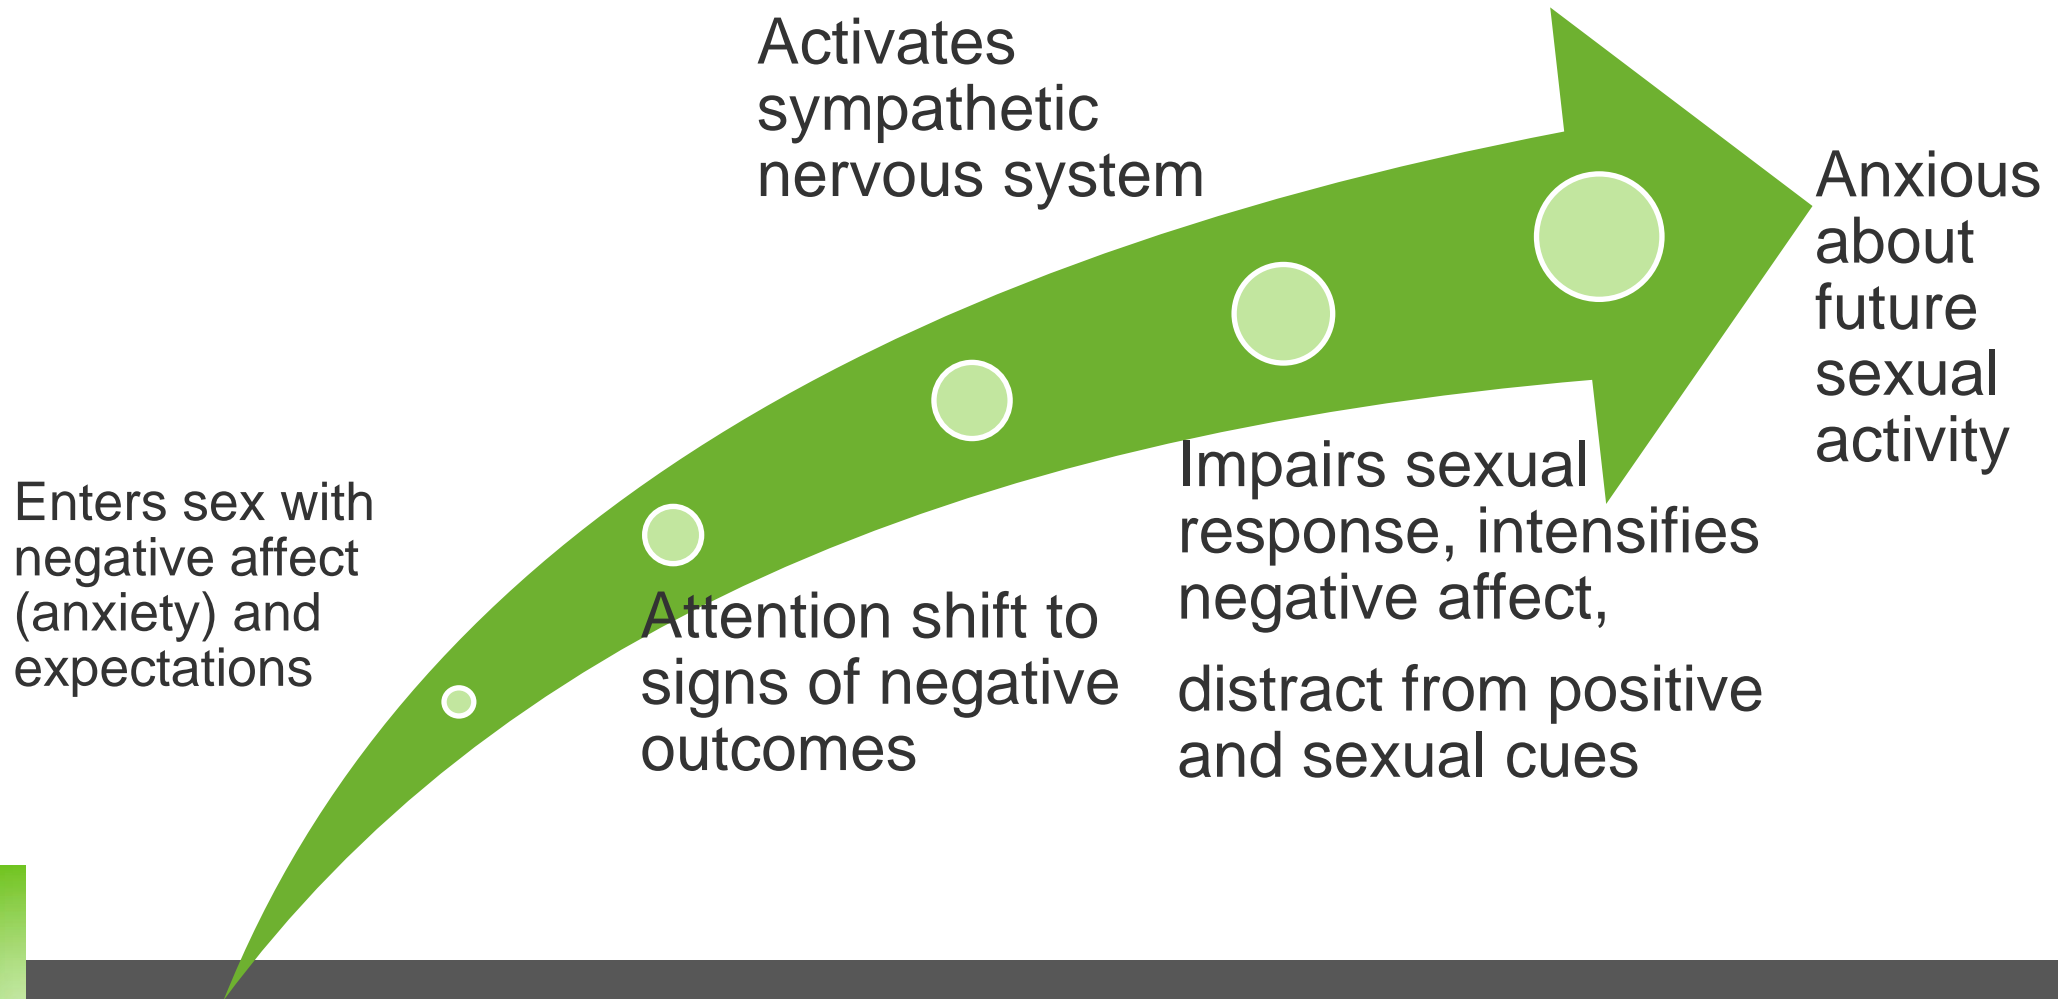 Enters sex with
negative affect
(anxiety) and
expectations
Attention shift to
signs of negative
outcomes
Activates
sympathetic
nervous system
Impairs sexual
response, intensifies
negative affect,
distract from positive
and sexual cues
Anxious
about
future
sexual
activity